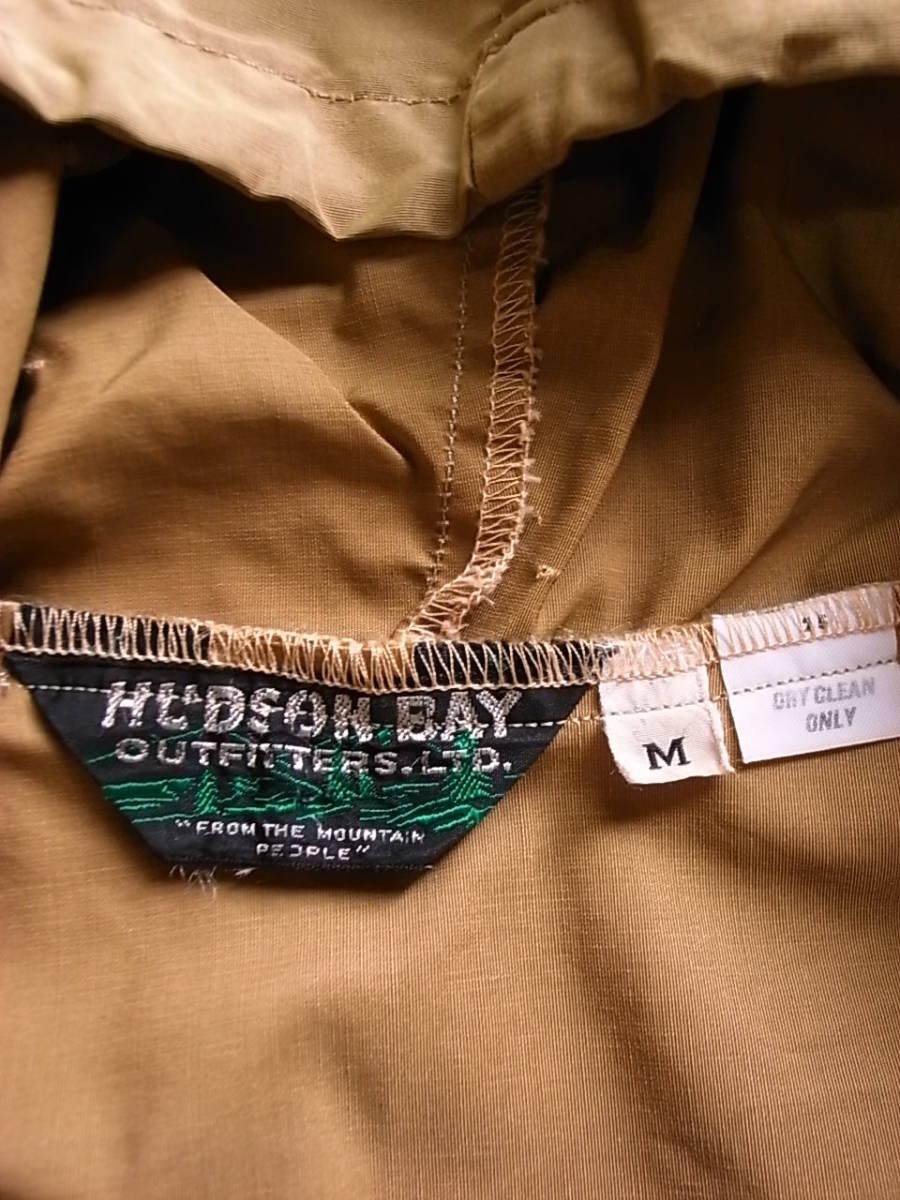 HUDSON BAY
OUTFITTERS.LTD.
"FROM THE MOUNTAIN
PEOPLE"
M
DRY CLEAN
ONLY